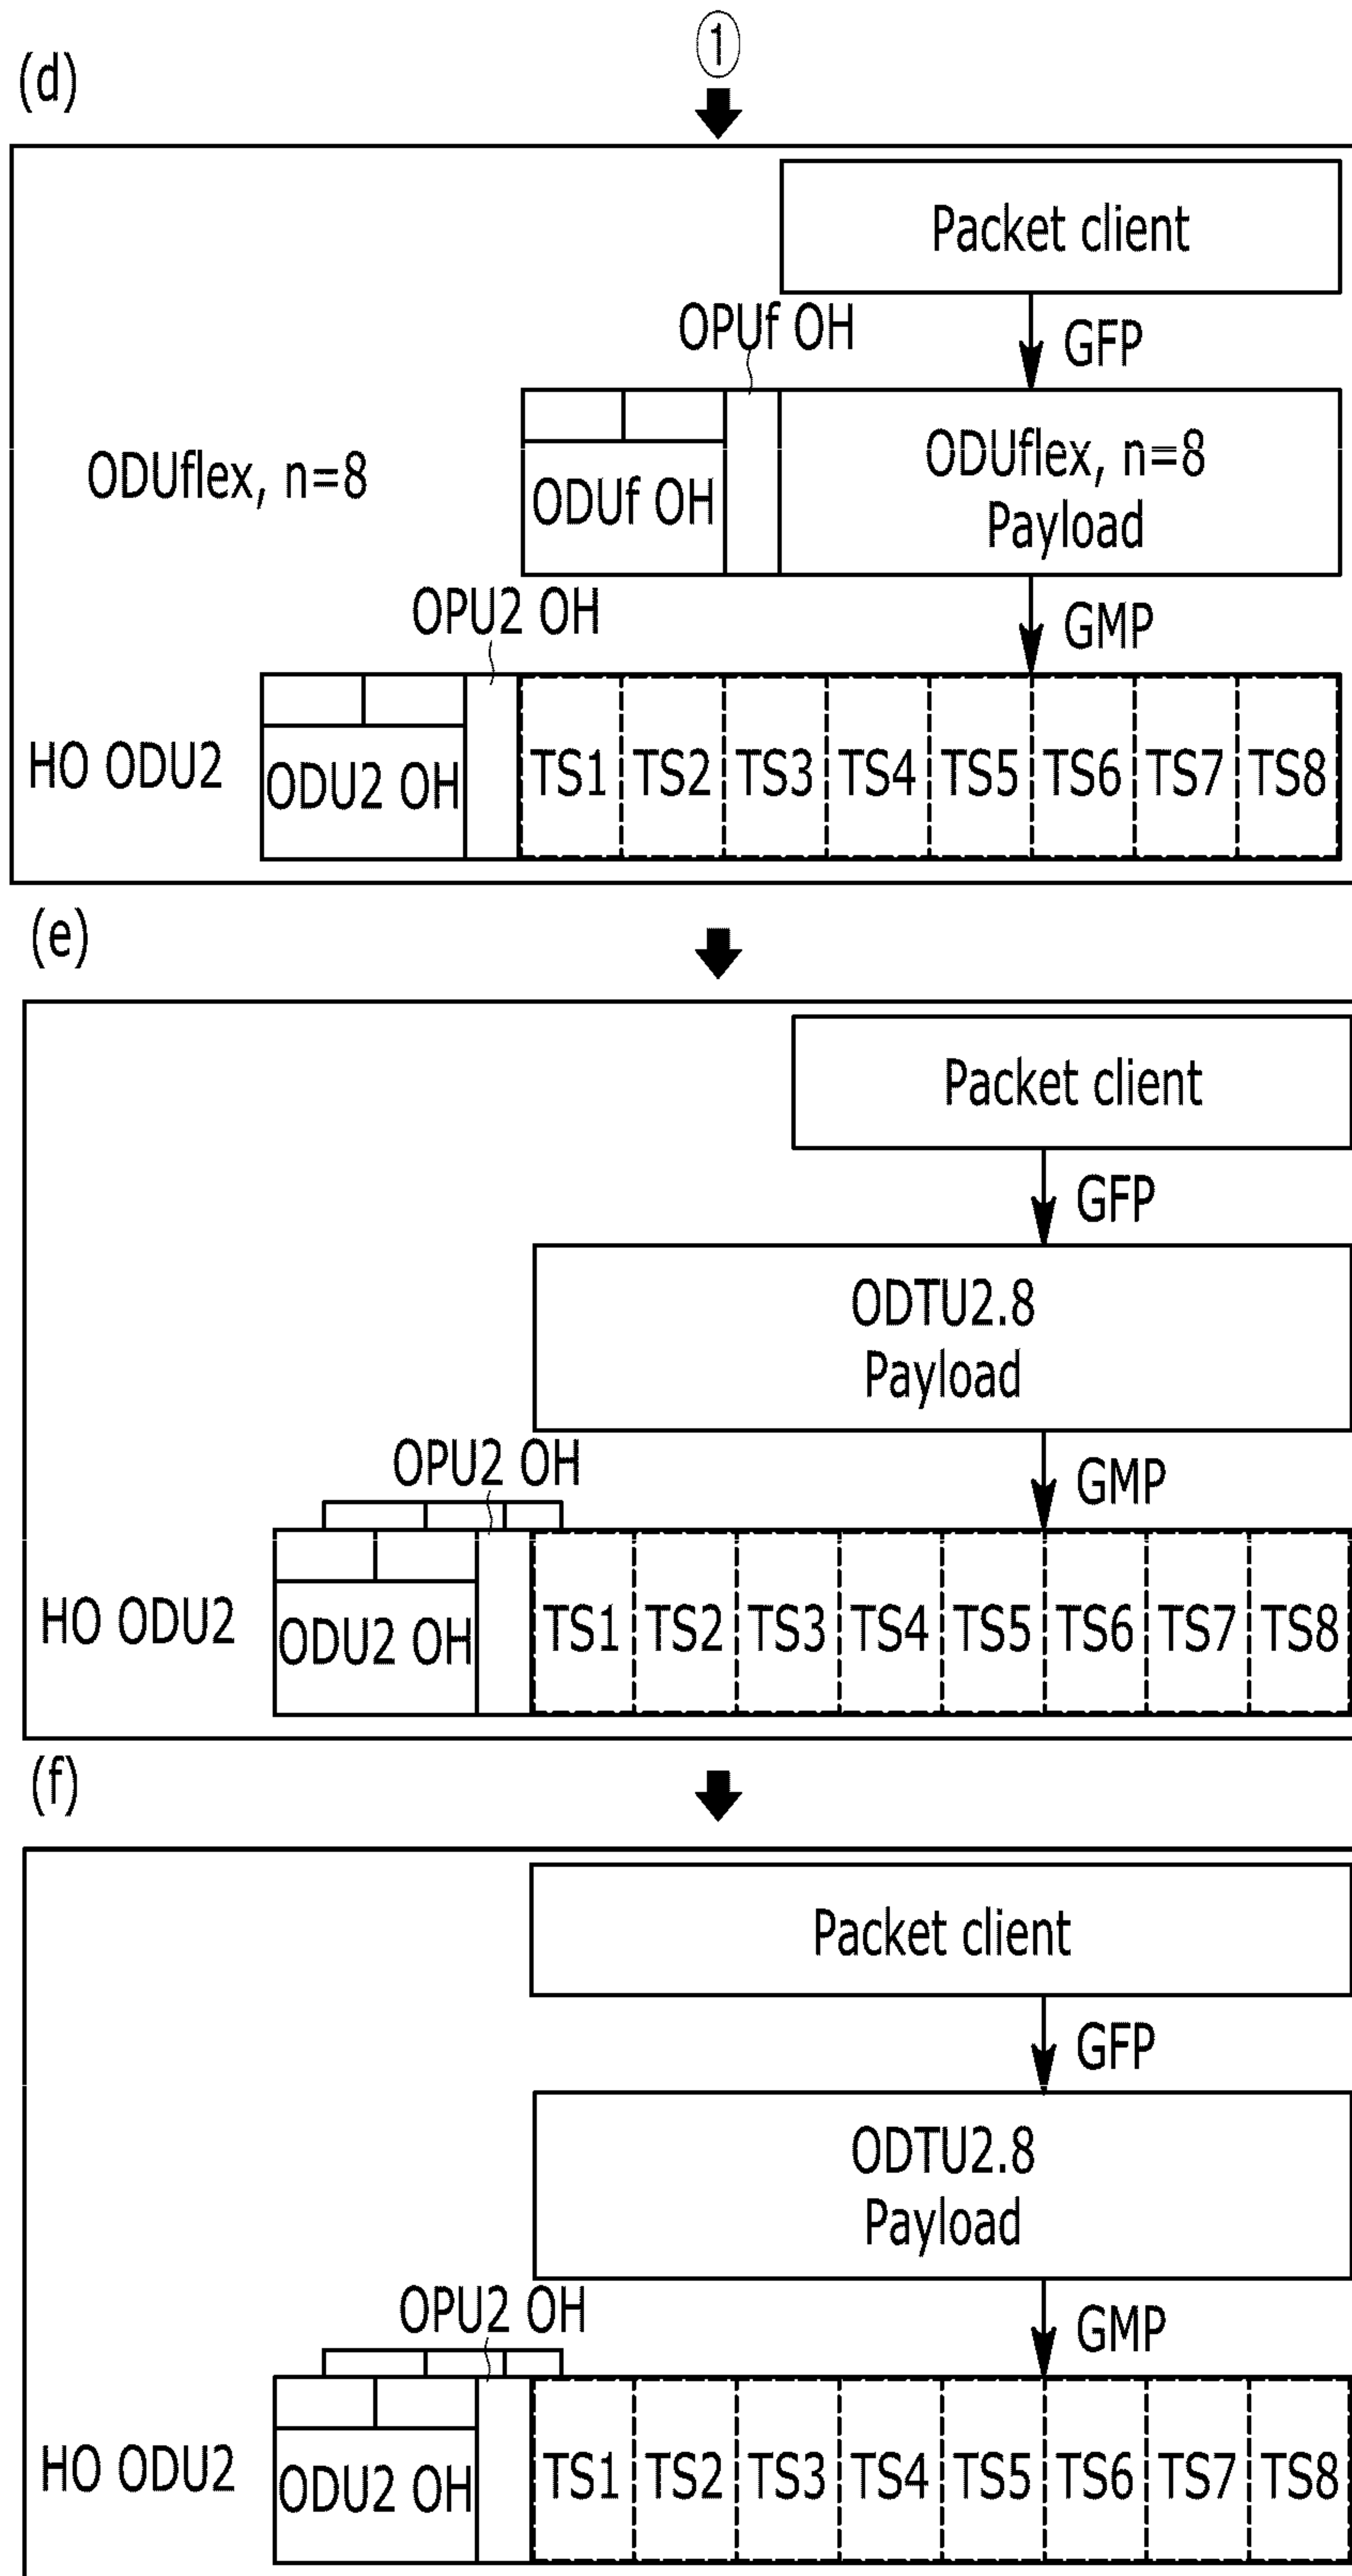 ①
(d)
Packet client
OPUf OH
GFP
ODUflex, n=8
ODUf OH
ODUflex, n=8
Payload
OPU2 OH
GMP
HO ODU2
ODU2 OH
TS1 TS2 TS3 TS4 TS5 TS6 TS7 TS8
(e)
Packet client
GFP
ODTU2.8
Payload
OPU2 OH
GMP
HO ODU2
ODU2 OH
TS1 TS2 TS3 TS4 TS5 TS6 TS7 TS8
(f)
Packet client
GFP
ODTU2.8
Payload
OPU2 OH
GMP
HO ODU2
ODU2 OH
TS1 TS2 TS3 TS4 TS5 TS6 TS7 TS8